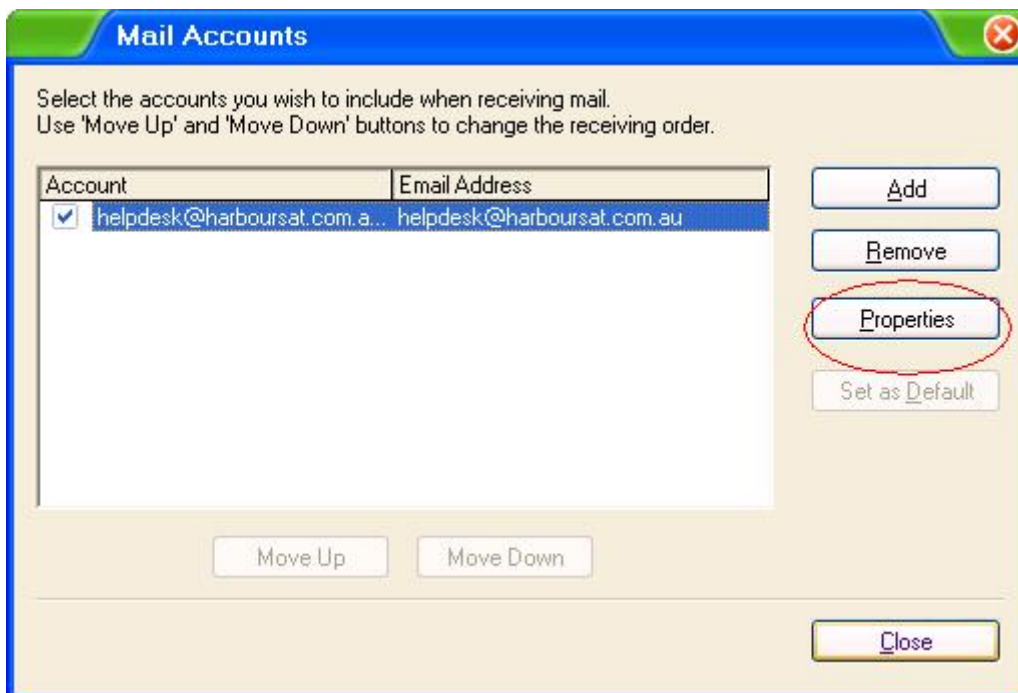 Mail Accounts
Select the accounts you wish to include when receiving mail.
Use 'Move Up' and 'Move Down' buttons to change the receiving order.
Account Email Address
helpdesk@harboursat.com.a... helpdesk@harboursat.com.au
Add
Remove
Properties
Set as Default
Move Up Move Down
Close